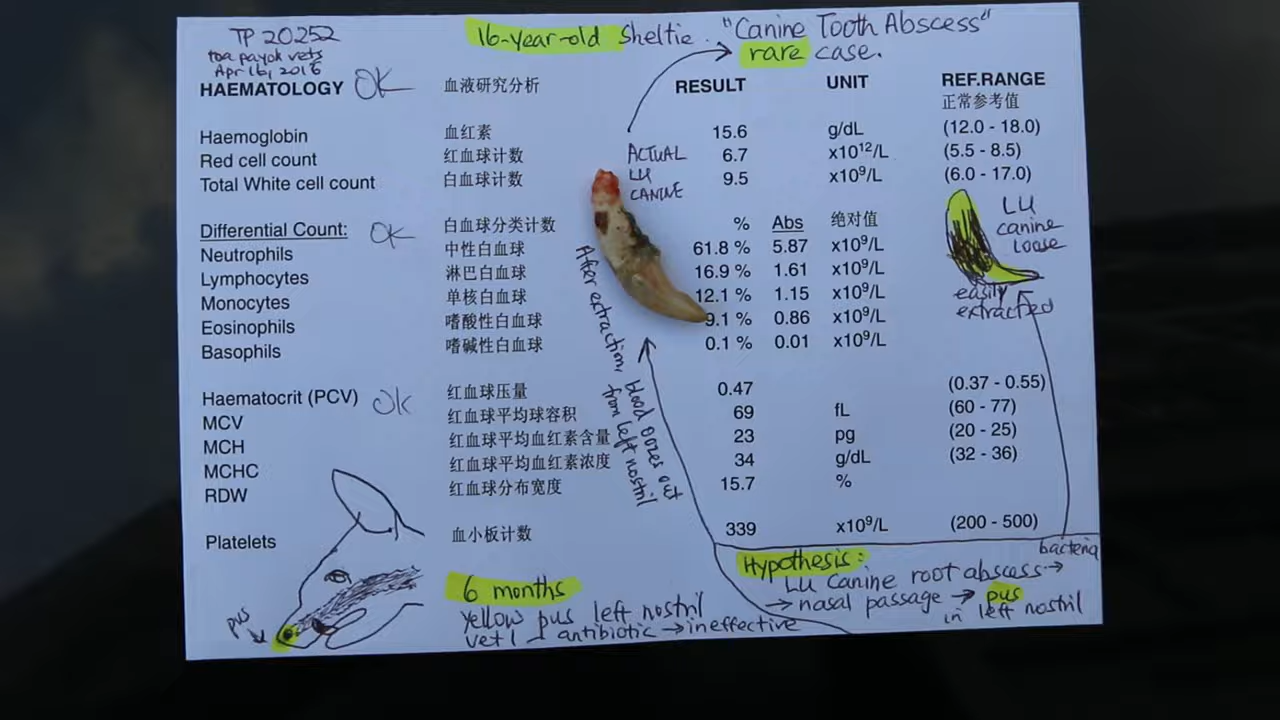 TP 20252
toa payoh vets
Apr 16, 2016
16-year-old Sheltie. "Canine Tooth Abscess"
rare case.
HAEMATOLOGY OK 血液研究分析 RESULT UNIT REF.RANGE
正常参考值
Haemoglobin 血红素 15.6 g/dL (12.0 - 18.0)
Red cell count 红血球计数 6.7 x10¹²/L (5.5 - 8.5)
Total White cell count 白血球计数 9.5 x10⁹/L (6.0 - 17.0)
ACTUAL
LU
CANINE
Differential Count: OK 白血球分类计数 % Abs 绝对值
Neutrophils 中性白血球 61.8 % 5.87 x10⁹/L
Lymphocytes 淋巴白血球 16.9 % 1.61 x10⁹/L
Monocytes 单核白血球 12.1 % 1.15 x10⁹/L
Eosinophils 嗜酸性白血球 9.1 % 0.86 x10⁹/L
Basophils 嗜碱性白血球 0.1 % 0.01 x10⁹/L
LU
canine
loose
easily
extracted
After extraction, blood oozes out
from left nostril
Haematocrit (PCV) OK 红血球压量 0.47 (0.37 - 0.55)
MCV 红血球平均球容积 69 fL (60 - 77)
MCH 红血球平均血红素含量 23 pg (20 - 25)
MCHC 红血球平均血红素浓度 34 g/dL (32 - 36)
RDW 红血球分布宽度 15.7 %
Platelets 血小板计数 339 x10⁹/L (200 - 500)
pus
6 months
yellow pus left nostril
vet 1 → antibiotic → ineffective
bacteria
Hypothesis:
LU Canine root abscess →
→ nasal passage → pus
in left nostril